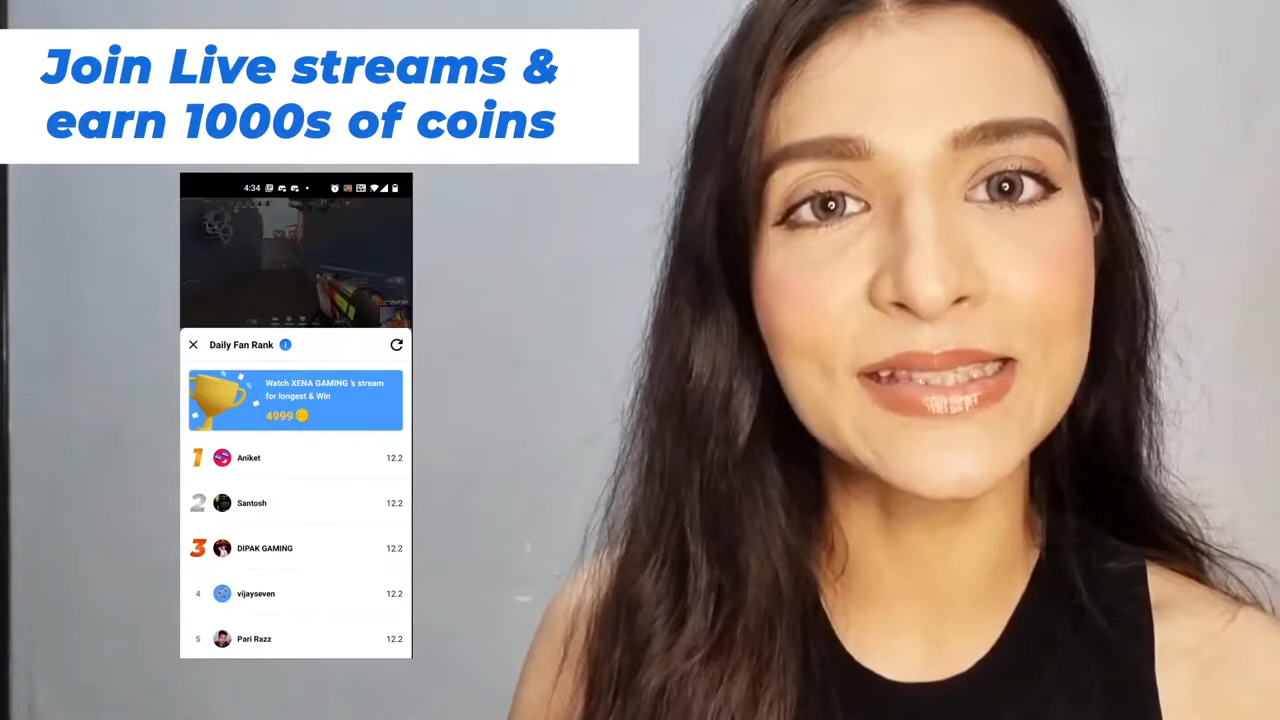 Join Live streams &
earn 1000s of coins
4:34
Daily Fan Rank
Watch XENA GAMING 's stream
for longest & Win
4999
1 Aniket 12.2
2 Santosh 12.2
3 DIPAK GAMING 12.2
4 vijayseven 12.2
5 Pari Razz 12.2